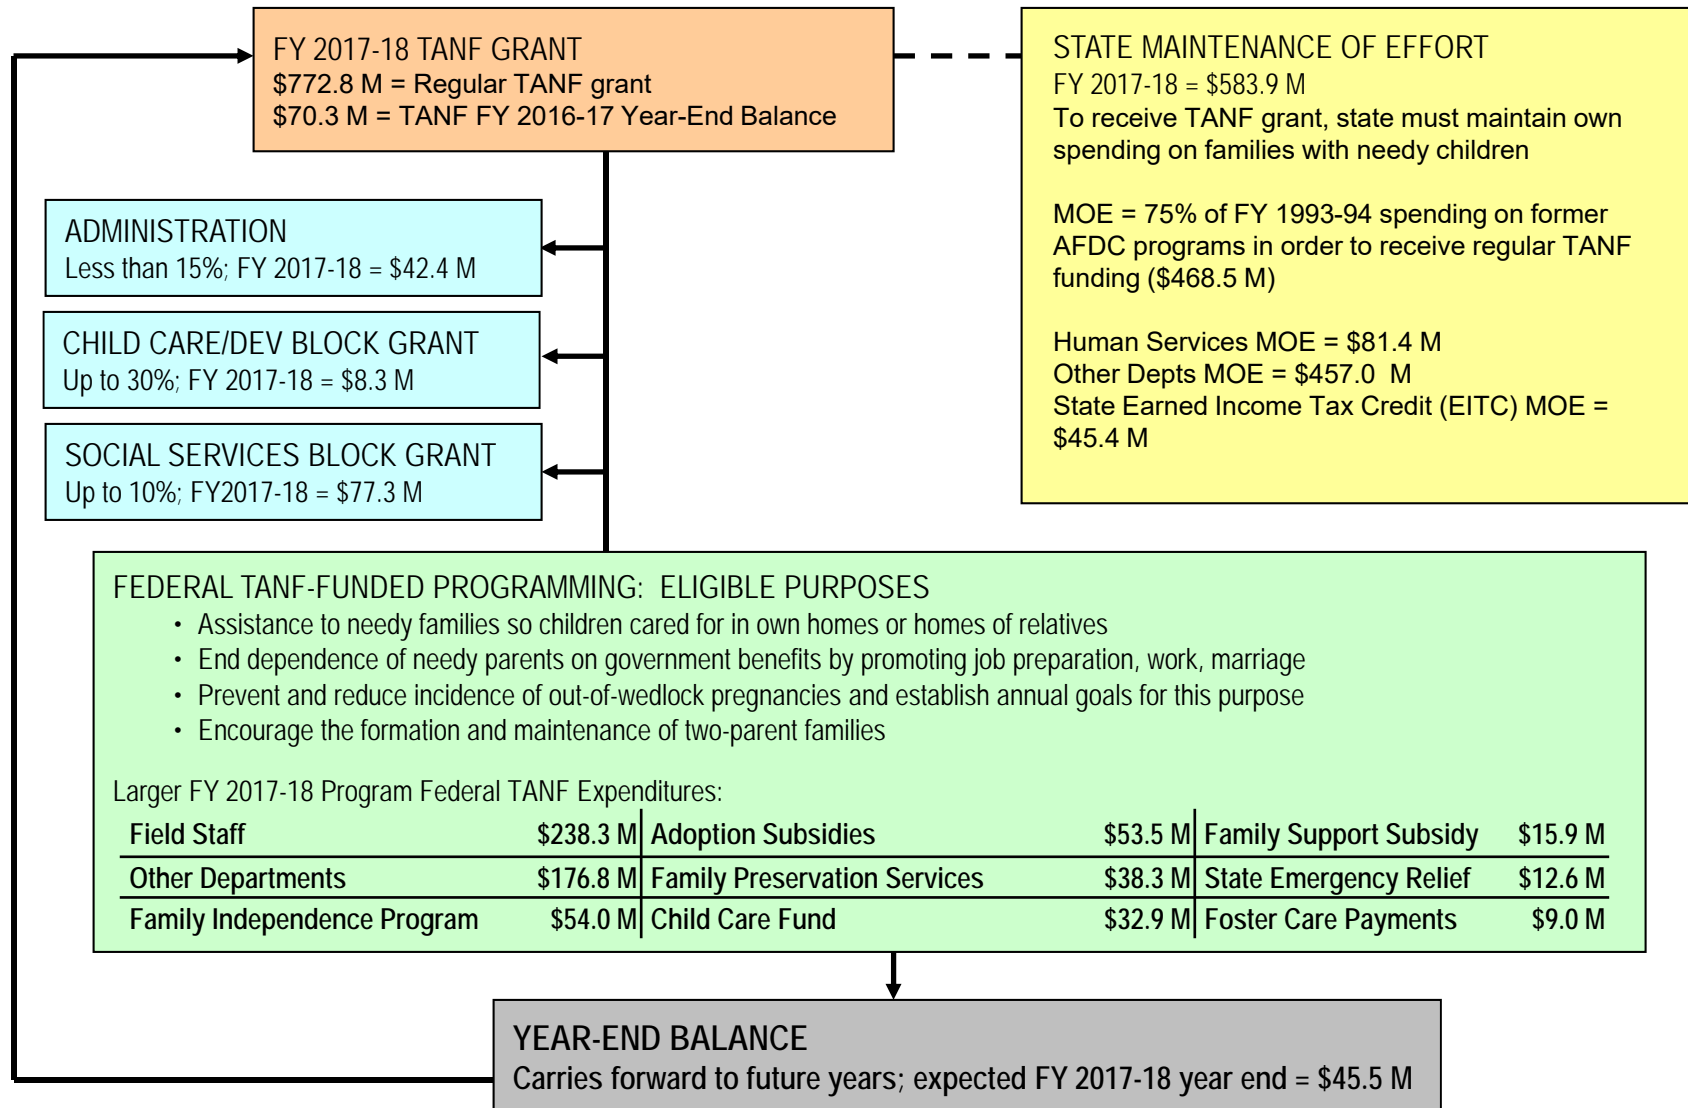 FY 2017-18 TANF GRANT
$772.8 M = Regular TANF grant
$70.3 M = TANF FY 2016-17 Year-End Balance
STATE MAINTENANCE OF EFFORT
FY 2017-18 = $583.9 M
To receive TANF grant, state must maintain own
spending on families with needy children
MOE = 75% of FY 1993-94 spending on former
AFDC programs in order to receive regular TANF
funding ($468.5 M)
Human Services MOE = $81.4 M
Other Depts MOE = $457.0 M
State Earned Income Tax Credit (EITC) MOE =
$45.4 M
ADMINISTRATION
Less than 15%; FY 2017-18 = $42.4 M
CHILD CARE/DEV BLOCK GRANT
Up to 30%; FY 2017-18 = $8.3 M
SOCIAL SERVICES BLOCK GRANT
Up to 10%; FY2017-18 = $77.3 M
FEDERAL TANF-FUNDED PROGRAMMING: ELIGIBLE PURPOSES
• Assistance to needy families so children cared for in own homes or homes of relatives
• End dependence of needy parents on government benefits by promoting job preparation, work, marriage
• Prevent and reduce incidence of out-of-wedlock pregnancies and establish annual goals for this purpose
• Encourage the formation and maintenance of two-parent families
Larger FY 2017-18 Program Federal TANF Expenditures:
Field Staff $238.3 M Adoption Subsidies $53.5 M Family Support Subsidy $15.9 M
Other Departments $176.8 M Family Preservation Services $38.3 M State Emergency Relief $12.6 M
Family Independence Program $54.0 M Child Care Fund $32.9 M Foster Care Payments $9.0 M
YEAR-END BALANCE
Carries forward to future years; expected FY 2017-18 year end = $45.5 M